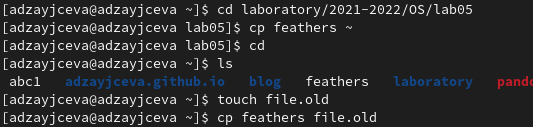 [adzayjceva@adzayjceva ~]$ cd laboratory/2021-2022/OS/lab05
[adzayjceva@adzayjceva lab05]$ cp feathers ~
[adzayjceva@adzayjceva lab05]$ cd
[adzayjceva@adzayjceva ~]$ ls
abc1 adzayjceva.github.io blog feathers laboratory pand
[adzayjceva@adzayjceva ~]$ touch file.old
[adzayjceva@adzayjceva ~]$ cp feathers file.old